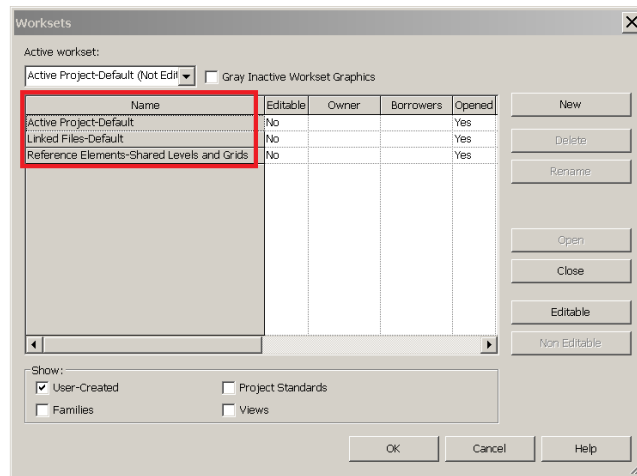 Worksets
Active workset:
Active Project-Default (Not Edit
Gray Inactive Workset Graphics
Name Editable Owner Borrowers Opened
Active Project-Default No Yes
Linked Files-Default No Yes
Reference Elements-Shared Levels and Grids No Yes
New
Delete
Rename
Open
Close
Editable
Non Editable
Show:
User-Created Project Standards
Families Views
OK Cancel Help